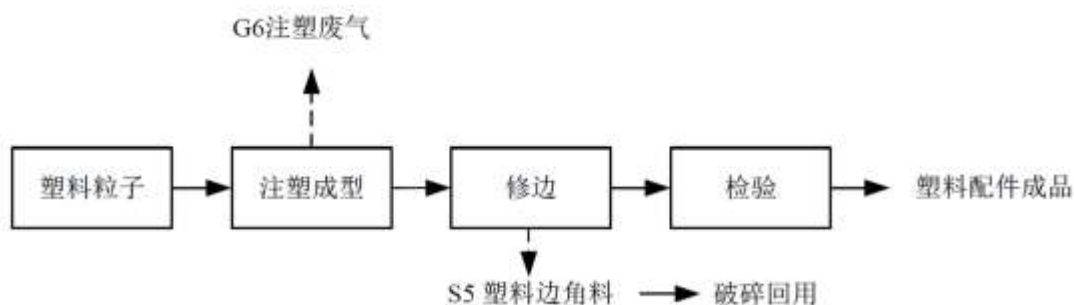 G6注塑废气
塑料粒子
注塑成型
修边
检验
塑料配件成品
S5 塑料边角料
破碎回用